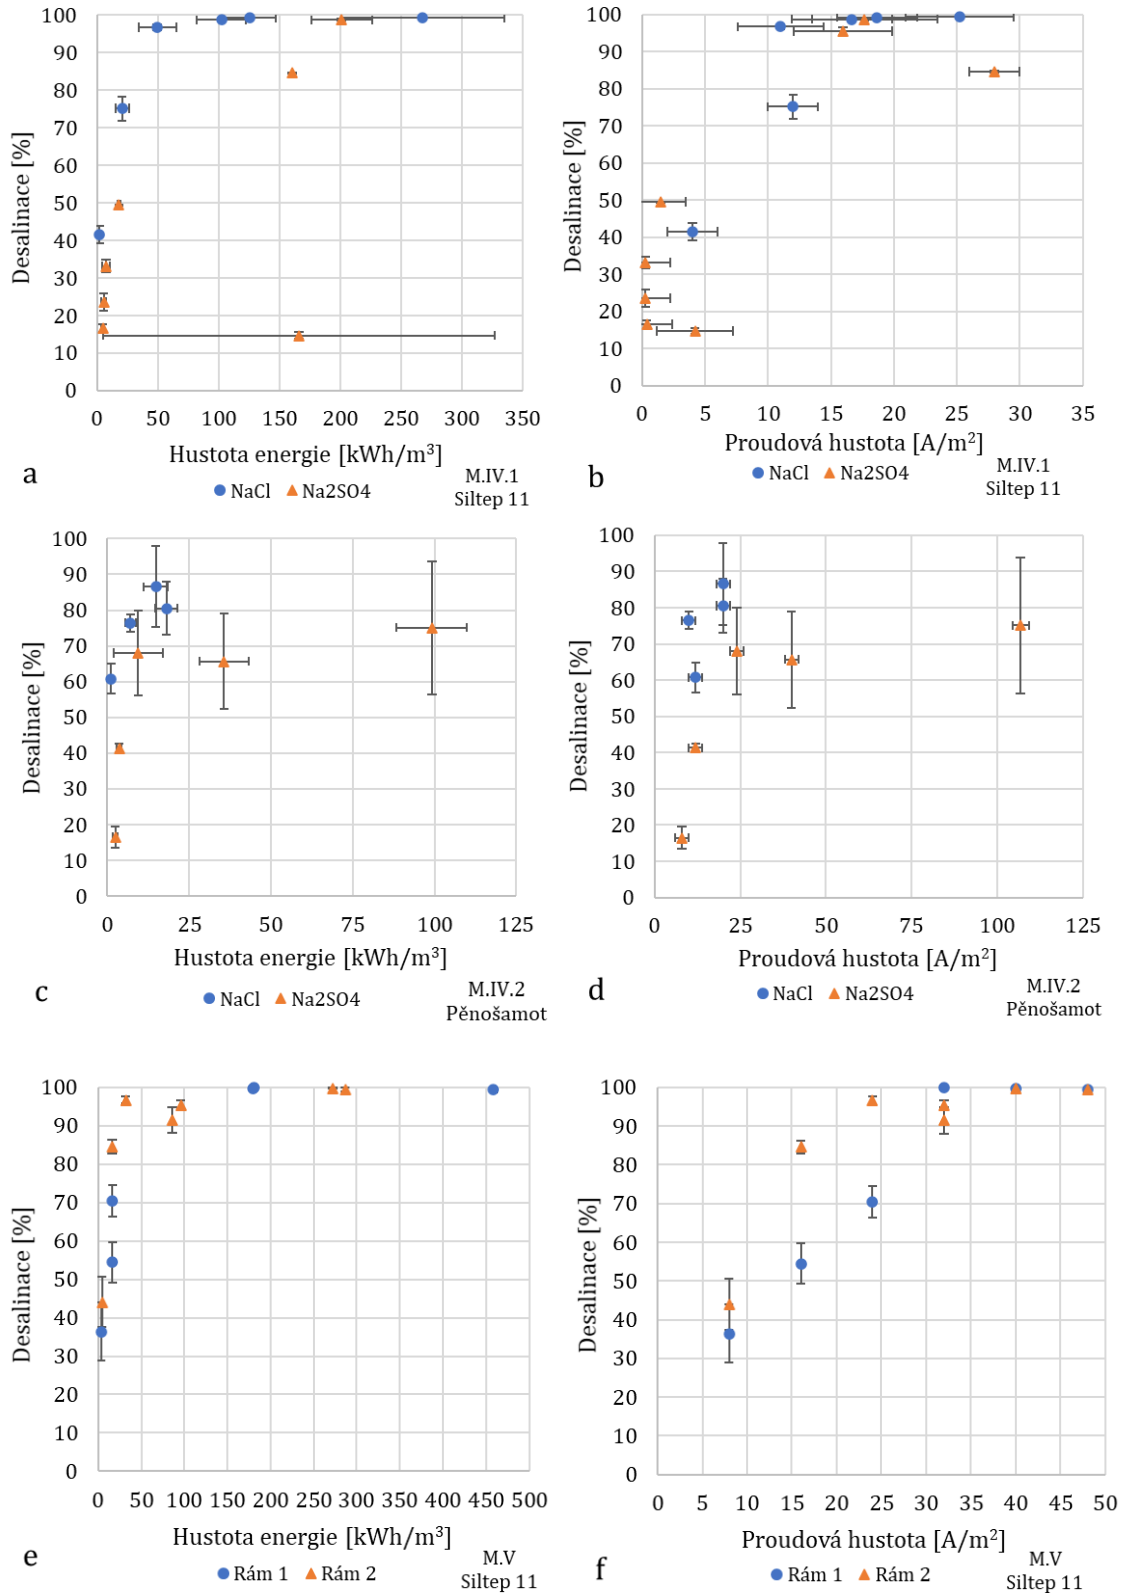 100
90
80
70
60
50
40
30
20
10
0
Desalinace [%]
0 50 100 150 200 250 300 350
Hustota energie [kWh/m³]
a
NaCl Na2SO4
M.IV.1
Siltep 11
100
90
80
70
60
50
40
30
20
10
0
Desalinace [%]
0 5 10 15 20 25 30 35
Proudová hustota [A/m²]
b
NaCl Na2SO4
M.IV.1
Siltep 11
100
90
80
70
60
50
40
30
20
10
0
Desalinace [%]
0 25 50 75 100 125
Hustota energie [kWh/m³]
c
NaCl Na2SO4
M.IV.2
Pěnošamot
100
90
80
70
60
50
40
30
20
10
0
Desalinace [%]
0 25 50 75 100 125
Proudová hustota [A/m²]
d
NaCl Na2SO4
M.IV.2
Pěnošamot
100
90
80
70
60
50
40
30
20
10
0
Desalinace [%]
0 50 100 150 200 250 300 350 400 450 500
Hustota energie [kWh/m³]
e
Rám 1 Rám 2
M.V
Siltep 11
100
90
80
70
60
50
40
30
20
10
0
Desalinace [%]
0 5 10 15 20 25 30 35 40 45 50
Proudová hustota [A/m²]
f
Rám 1 Rám 2
M.V
Siltep 11